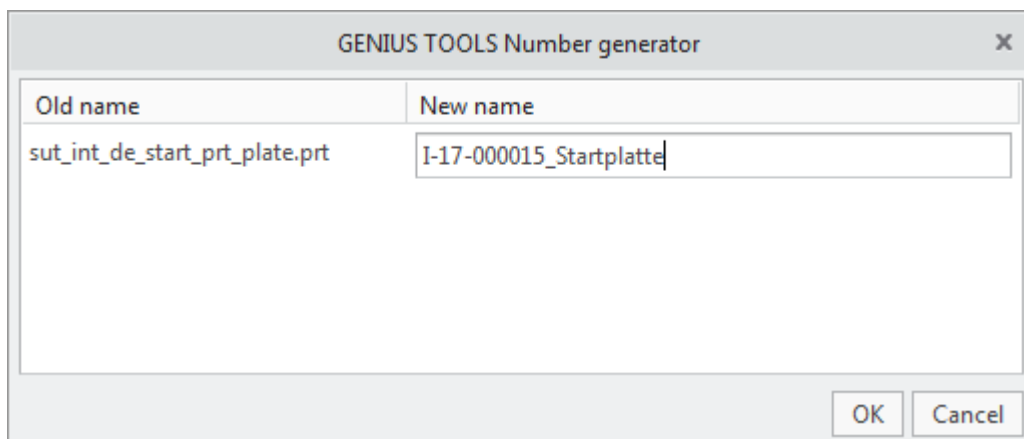 GENIUS TOOLS Number generator x
Old name New name
sut_int_de_start_prt_plate.prt I-17-000015_Startplatte
OK Cancel